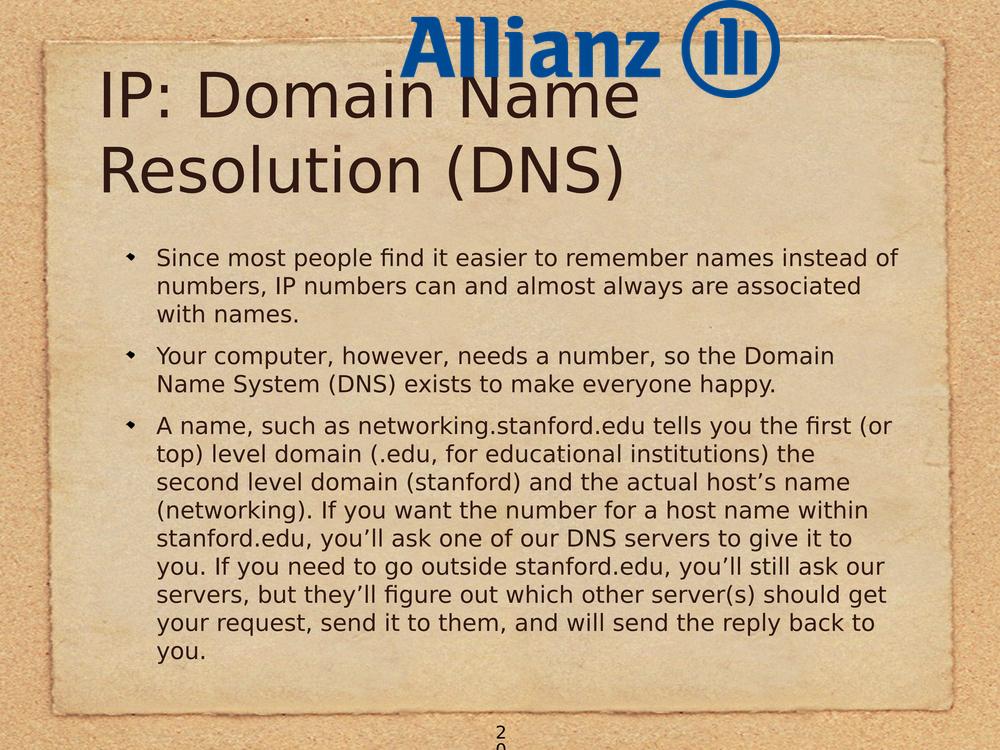 Allianz
IP: Domain Name
Resolution (DNS)
Since most people find it easier to remember names instead of
numbers, IP numbers can and almost always are associated
with names.
Your computer, however, needs a number, so the Domain
Name System (DNS) exists to make everyone happy.
A name, such as networking.stanford.edu tells you the first (or
top) level domain (.edu, for educational institutions) the
second level domain (stanford) and the actual host’s name
(networking). If you want the number for a host name within
stanford.edu, you’ll ask one of our DNS servers to give it to
you. If you need to go outside stanford.edu, you’ll still ask our
servers, but they’ll figure out which other server(s) should get
your request, send it to them, and will send the reply back to
you.
2
0